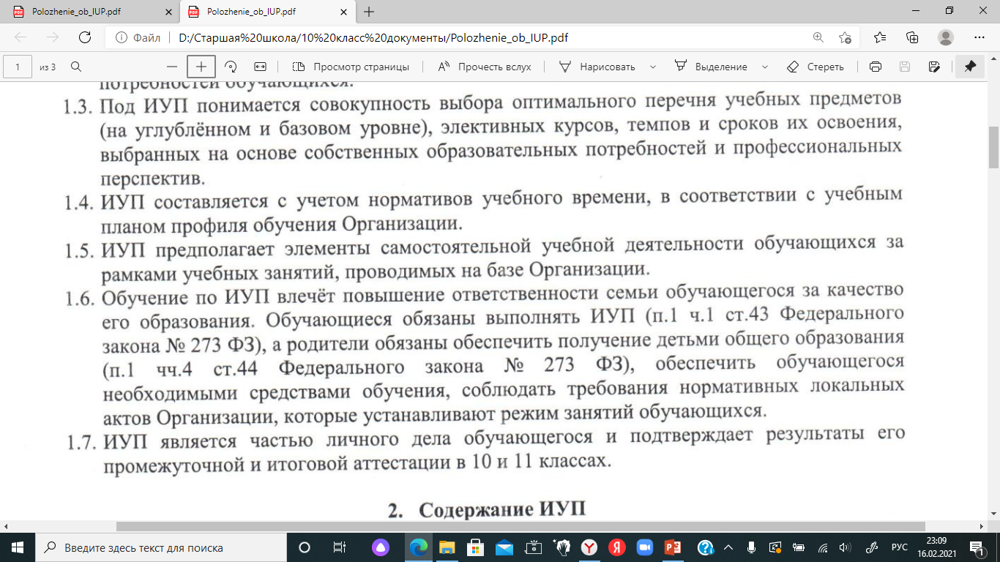 Polozhenie_ob_IUP.pdf
Polozhenie_ob_IUP.pdf
Файл
D:/Старшая%20школа/10%20класс%20документы/Polozhenie_ob_IUP.pdf
1 из 3
Просмотр страницы
Прочесть вслух
Нарисовать
Выделение
Стереть
потребностей обучающихся.
1.3. Под ИУП понимается совокупность выбора оптимального перечня учебных предметов
(на углублённом и базовом уровне), элективных курсов, темпов и сроков их освоения,
выбранных на основе собственных образовательных потребностей и профессиональных
перспектив.
1.4. ИУП составляется с учетом нормативов учебного времени, в соответствии с учебным
планом профиля обучения Организации.
1.5. ИУП предполагает элементы самостоятельной учебной деятельности обучающихся за
рамками учебных занятий, проводимых на базе Организации.
1.6. Обучение по ИУП влечёт повышение ответственности семьи обучающегося за качество
его образования. Обучающиеся обязаны выполнять ИУП (п.1 ч.1 ст.43 Федерального
закона № 273 ФЗ), а родители обязаны обеспечить получение детьми общего образования
(п.1 чч.4 ст.44 Федерального закона № 273 ФЗ), обеспечить обучающегося
необходимыми средствами обучения, соблюдать требования нормативных локальных
актов Организации, которые устанавливают режим занятий обучающихся.
1.7. ИУП является частью личного дела обучающегося и подтверждает результаты его
промежуточной и итоговой аттестации в 10 и 11 классах.
2. Содержание ИУП
Введите здесь текст для поиска
РУС
23:09
16.02.2021
1